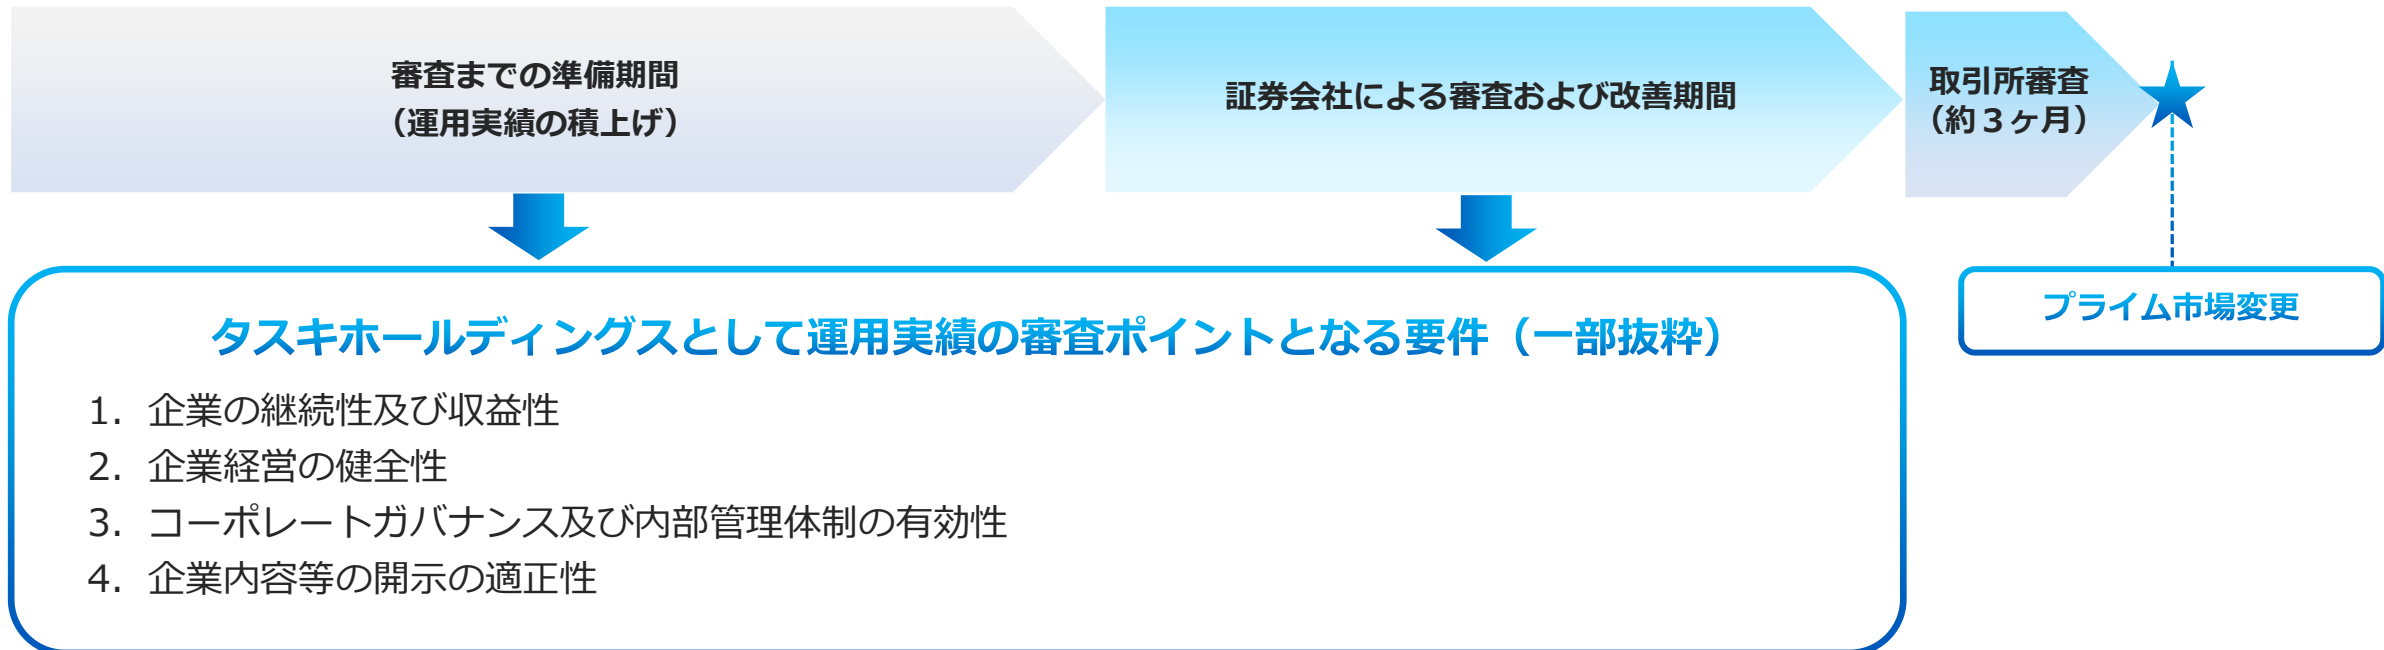 審査までの準備期間
（運用実績の積上げ）
証券会社による審査および改善期間
取引所審査
（約３ヶ月）
タスキホールディングスとして運用実績の審査ポイントとなる要件（一部抜粋）
1. 企業の継続性及び収益性
2. 企業経営の健全性
3. コーポレートガバナンス及び内部管理体制の有効性
4. 企業内容等の開示の適正性
プライム市場変更